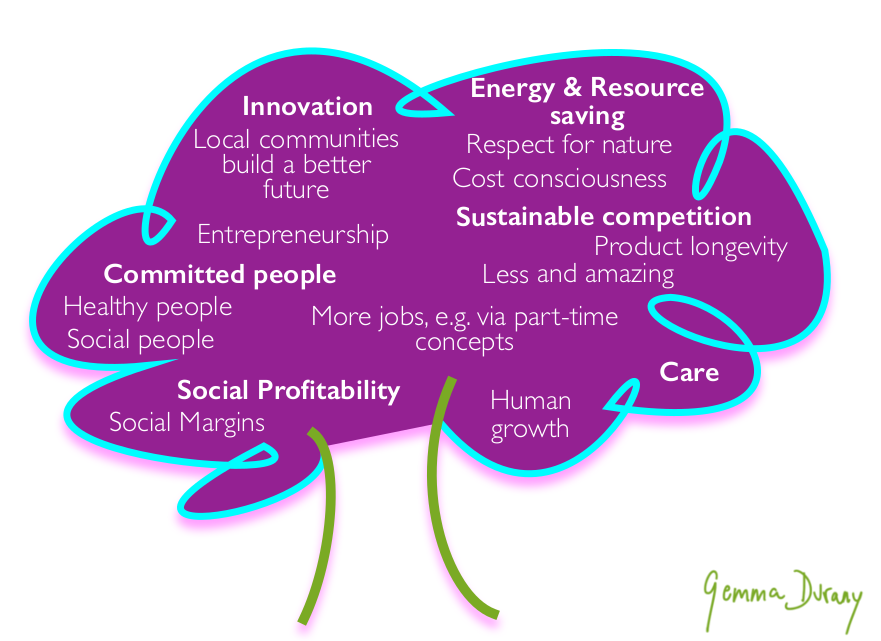 Innovation
Local communities
build a better
future
Entrepreneurship
Energy & Resource
saving
Respect for nature
Cost consciousness
Sustainable competition
Product longevity
Less and amazing
Committed people
Healthy people
Social people
More jobs, e.g. via part-time
concepts
Social Profitability
Social Margins
Care
Human
growth
Gemma Durany